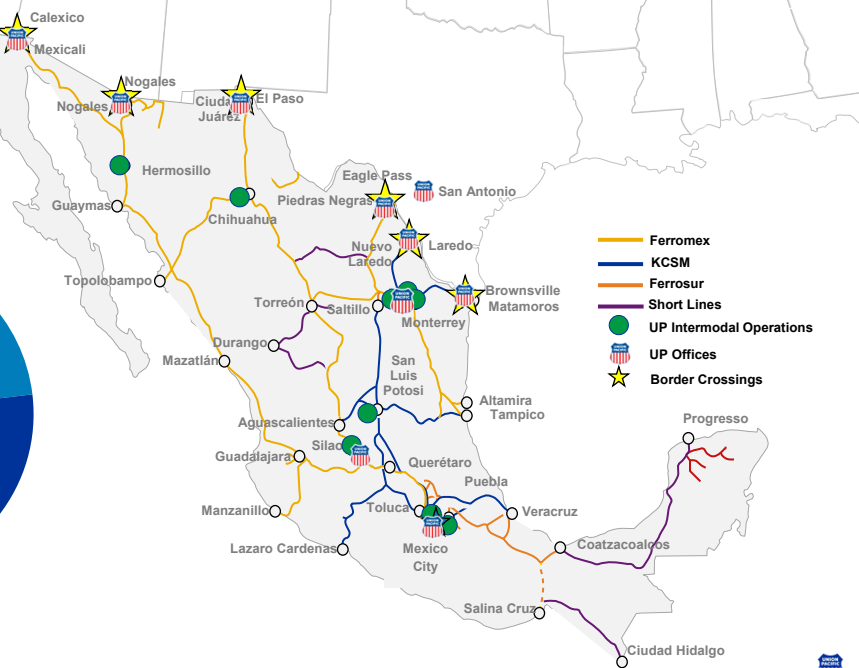 Calexico
Mexicali
Nogales
Nogales
Ciuda
Juárez
El Paso
Hermosillo
Guaymas
Chihuahua
Eagle Pass
Piedras Negras
San Antonio
Nuevo
Laredo
Laredo
Topolobampo
Torreón
Saltillo
Monterrey
Brownsville
Matamoros
Durango
Mazatlán
San
Luis
Potosi
Altamira
Tampico
Aguascalientes
Silao
Guadalajara
Querétaro
Puebla
Manzanillo
Toluca
Veracruz
Lazaro Cardenas
Mexico
City
Coatzacoalcos
Progresso
Salina Cruz
Ciudad Hidalgo
Ferromex
KCSM
Ferrosur
Short Lines
UP Intermodal Operations
UP Offices
Border Crossings
UNION
PACIFIC